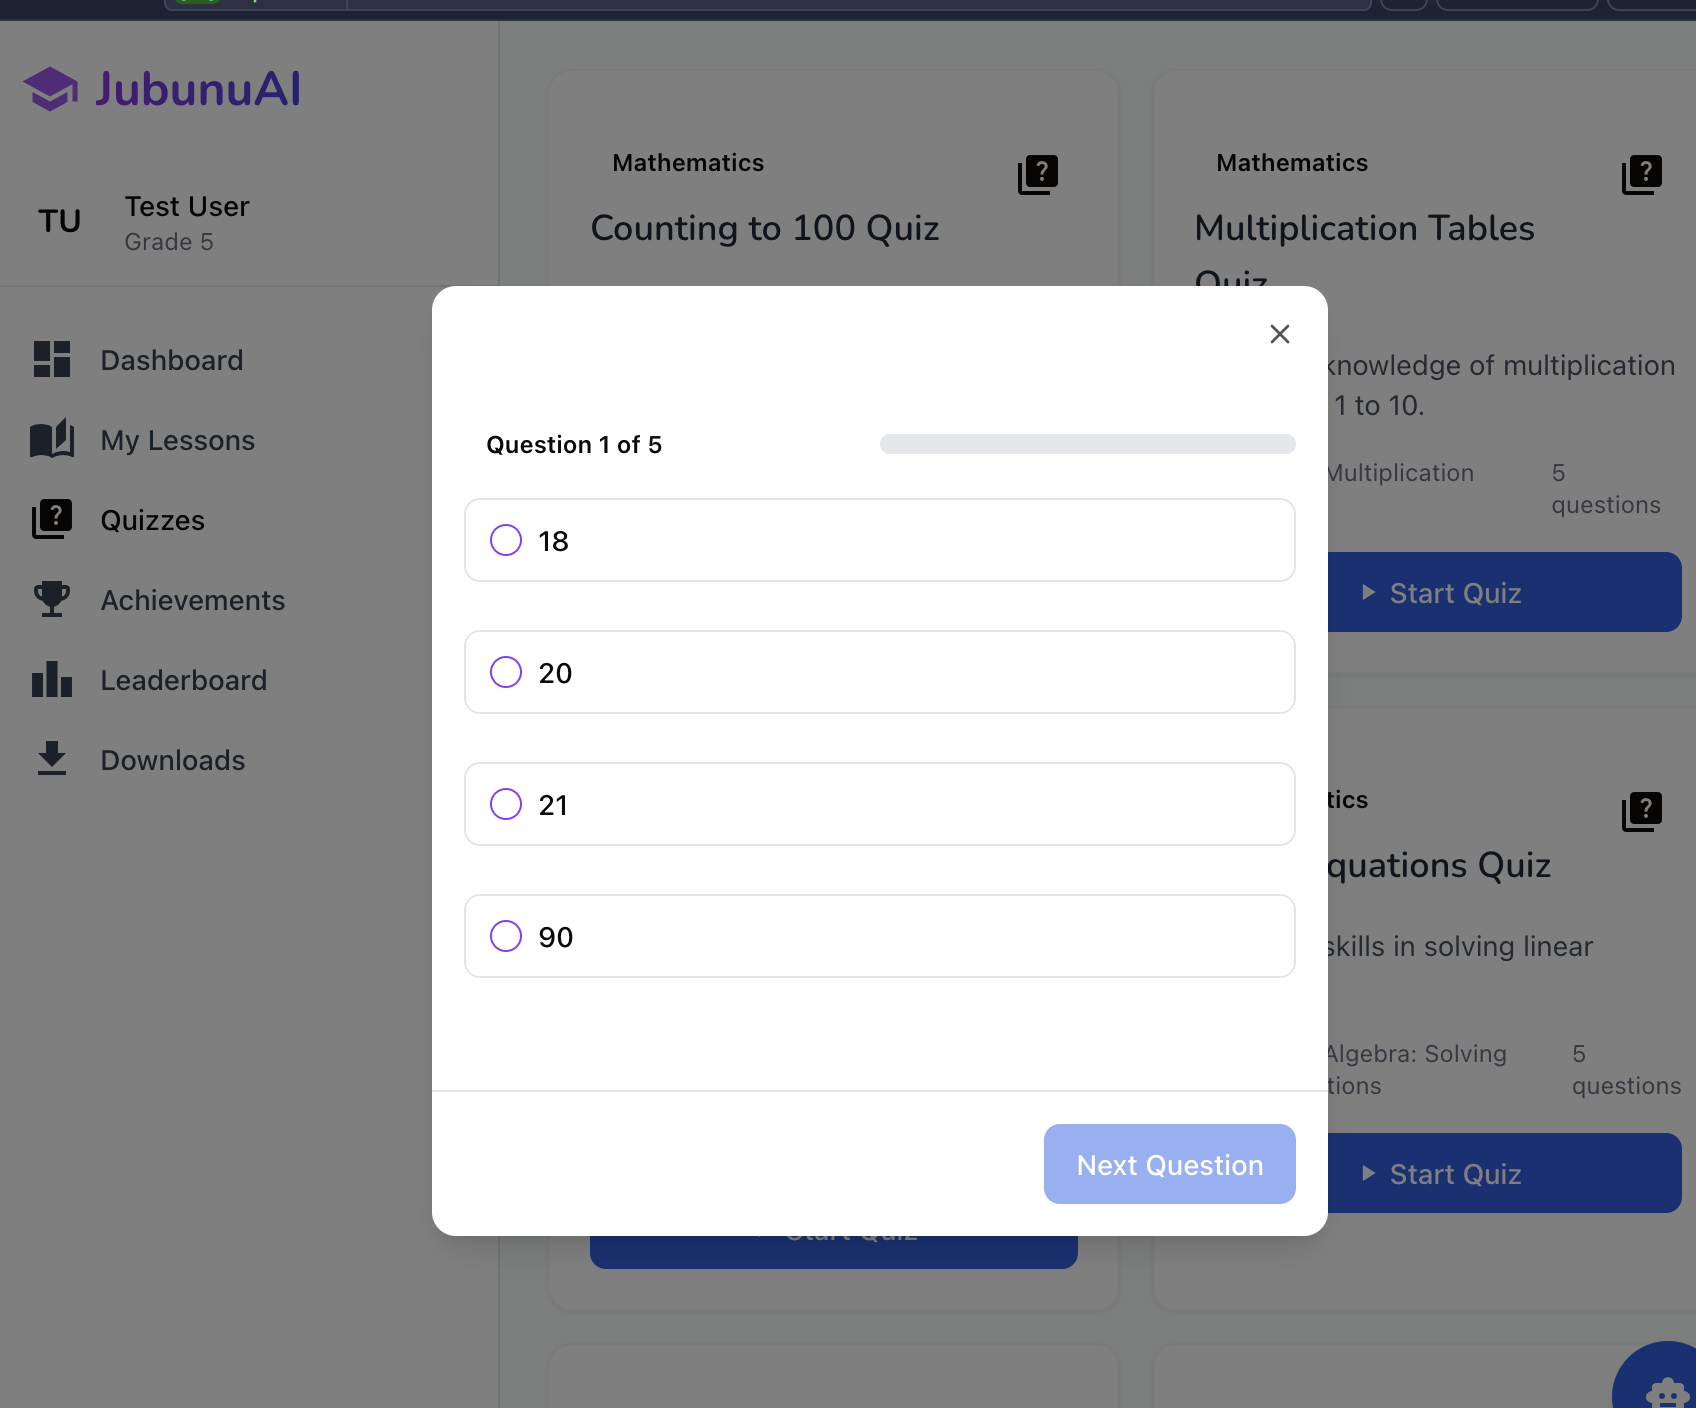 JubunuAI
TU
Test User
Grade 5
Dashboard
My Lessons
Quizzes
Achievements
Leaderboard
Downloads
Mathematics
Counting to 100 Quiz
Mathematics
Multiplication Tables
Quiz
knowledge of multiplication
1 to 10.
Multiplication
5
questions
Start Quiz
Question 1 of 5
18
20
21
90
Next Question
tics
quations Quiz
skills in solving linear
Algebra: Solving
tions
5
questions
Start Quiz
Start Quiz